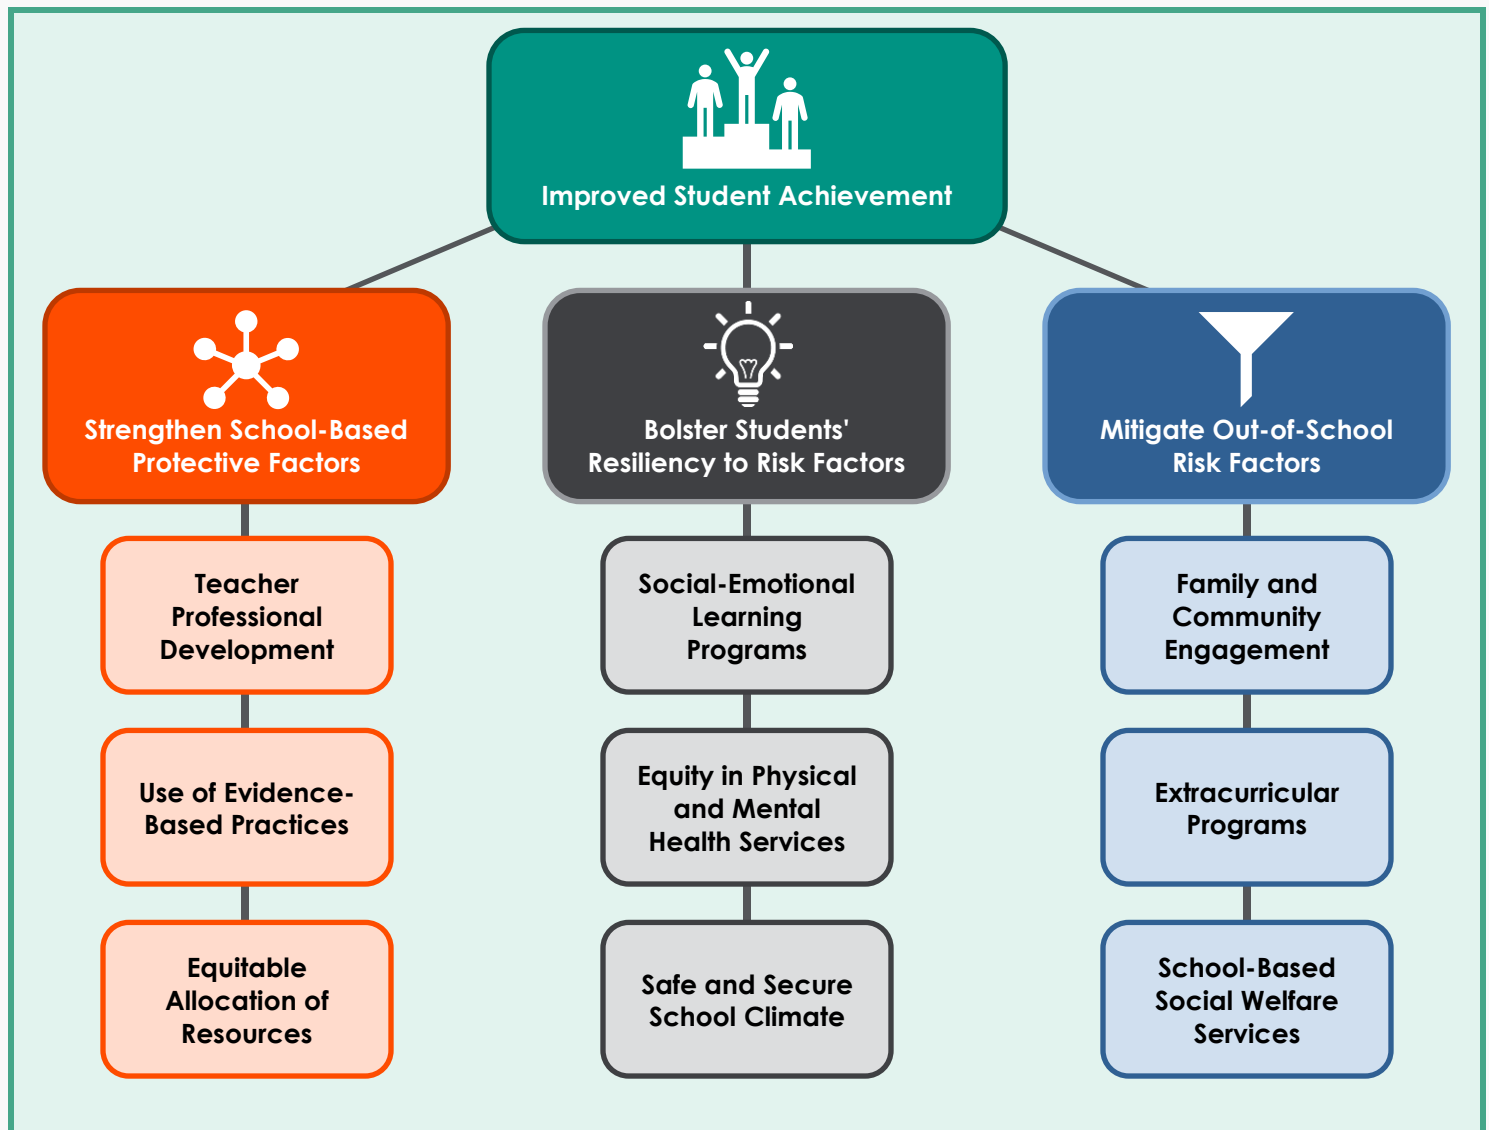 Improved Student Achievement
Strengthen School-Based
Protective Factors
Bolster Students'
Resiliency to Risk Factors
Mitigate Out-of-School
Risk Factors
Teacher
Professional
Development
Social-Emotional
Learning
Programs
Family and
Community
Engagement
Use of Evidence-
Based Practices
Equity in Physical
and Mental
Health Services
Extracurricular
Programs
Equitable
Allocation of
Resources
Safe and Secure
School Climate
School-Based
Social Welfare
Services